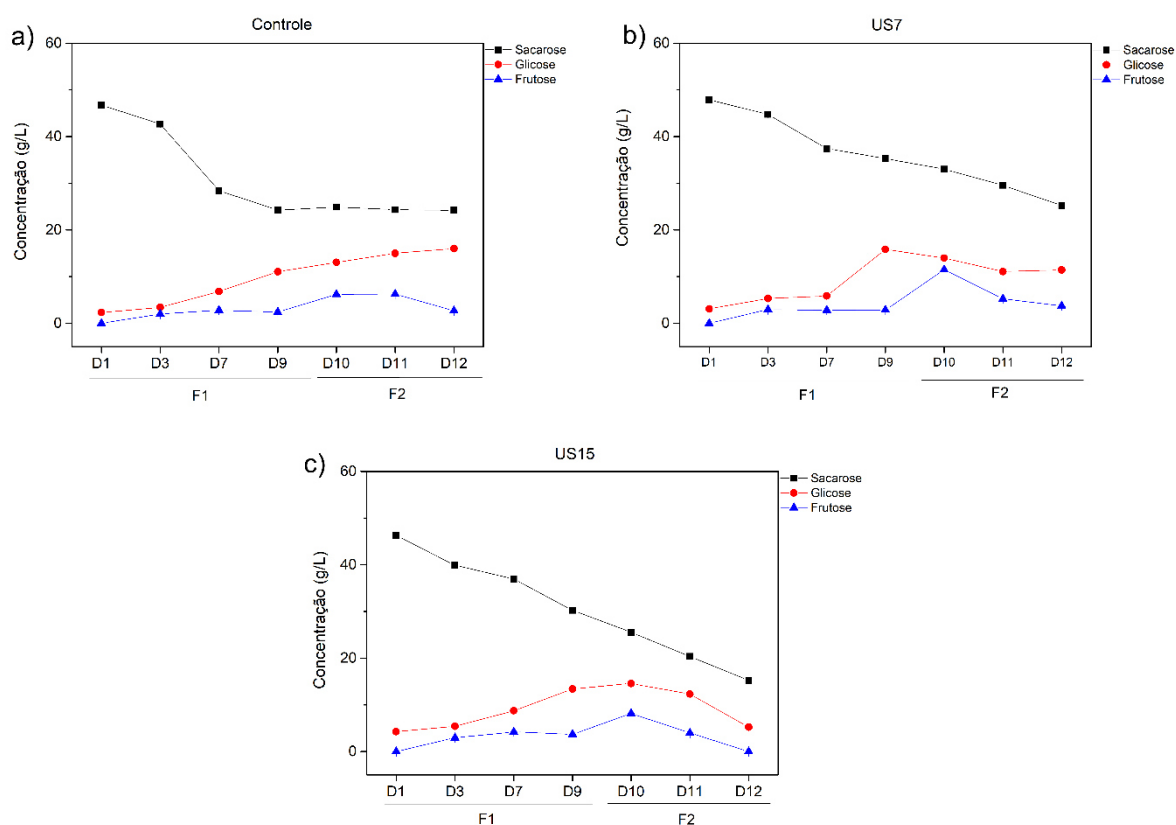 a)
Controle
Sacarose
Glicose
Frutose
Concentração (g/L)
60
40
20
0
D1 D3 D7 D9 D10 D11 D12
F1 F2
b)
US7
Sacarose
Glicose
Frutose
Concentração (g/L)
60
40
20
0
D1 D3 D7 D9 D10 D11 D12
F1 F2
c)
US15
Sacarose
Glicose
Frutose
Concentração (g/L)
60
40
20
0
D1 D3 D7 D9 D10 D11 D12
F1 F2